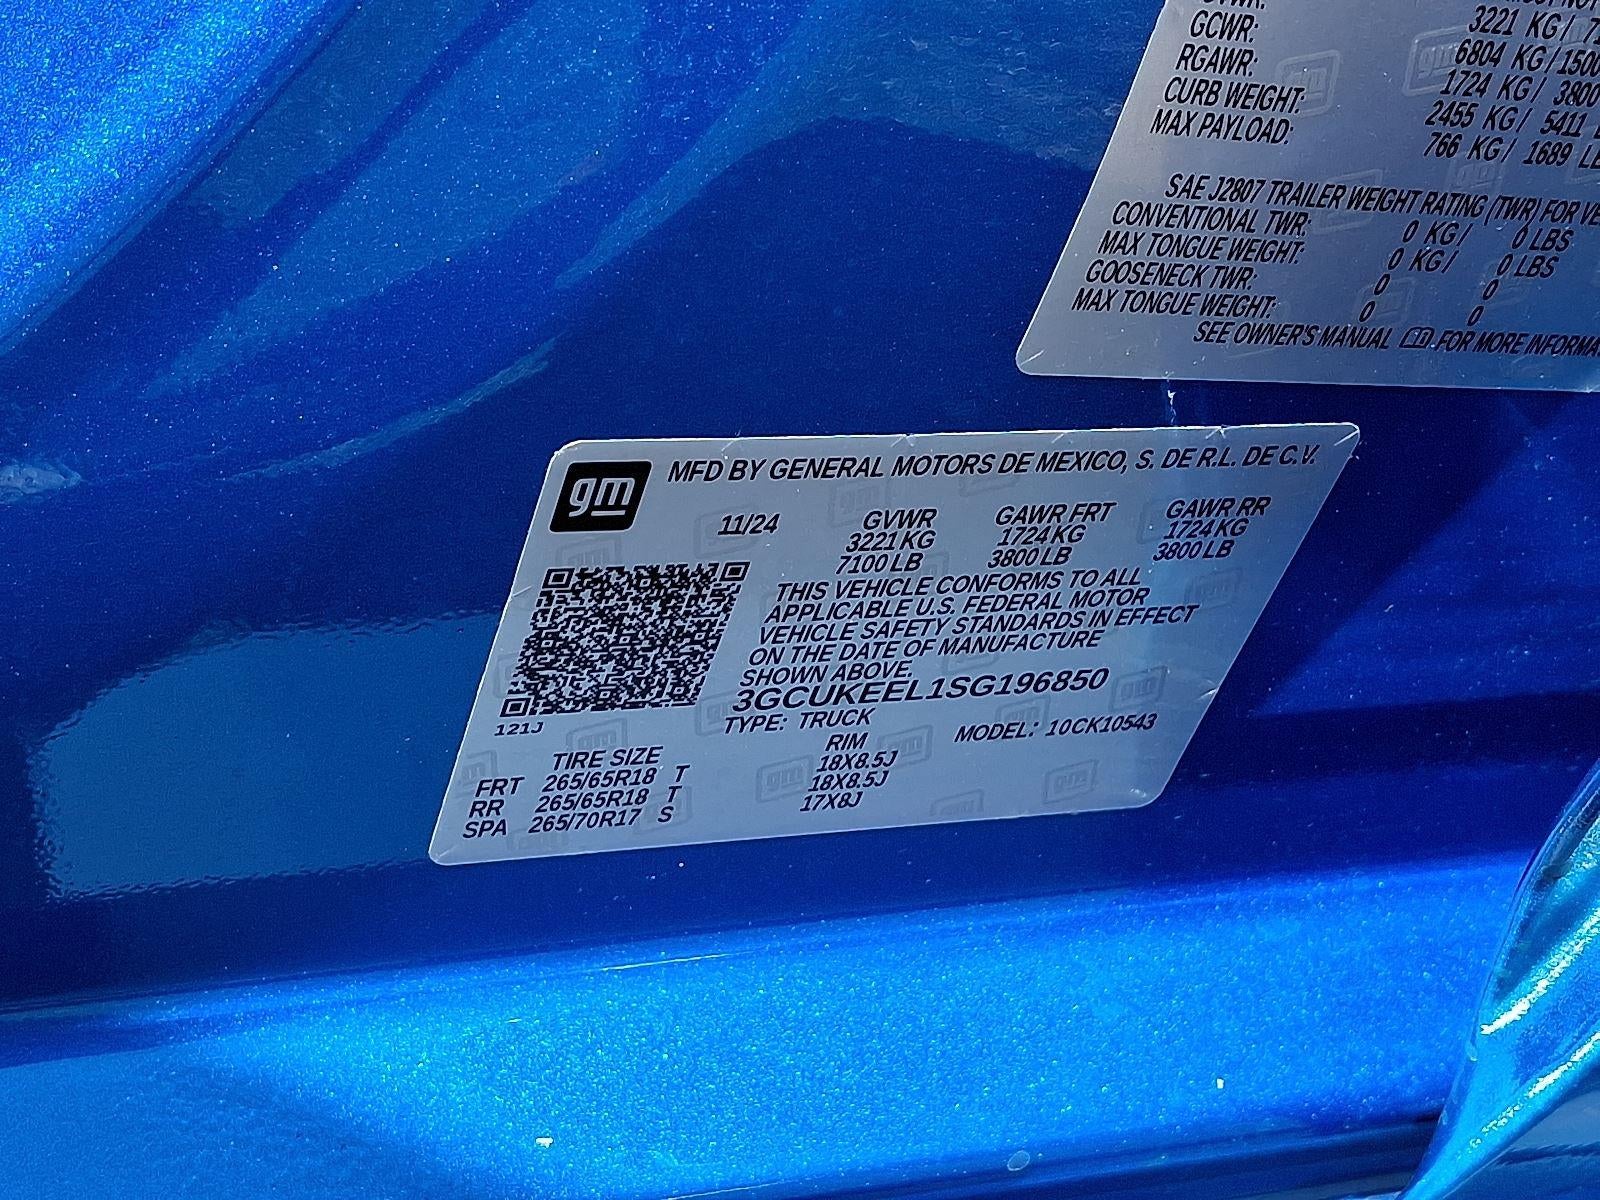 GCWR: 3221 KG/
RGAWR: 6804 KG/1500
CURB WEIGHT: 1724 KG/ 3800
MAX PAYLOAD: 2455 KG/ 5411
766 KG/ 1689 LB
SAE J2807 TRAILER WEIGHT RATING (TWR) FOR VE
CONVENTIONAL TWR: 0 KG/ 0 LBS
MAX TONGUE WEIGHT: 0 KG/ 0 LBS
GOOSENECK TWR: 0 0
MAX TONGUE WEIGHT: 0 0
SEE OWNER'S MANUAL FOR MORE INFORMA
gm MFD BY GENERAL MOTORS DE MEXICO, S. DE R.L. DE C.V.
11/24 GVWR GAWR FRT GAWR RR
3221 KG 1724 KG 1724 KG
7100 LB 3800 LB 3800 LB
THIS VEHICLE CONFORMS TO ALL
APPLICABLE U.S. FEDERAL MOTOR
VEHICLE SAFETY STANDARDS IN EFFECT
ON THE DATE OF MANUFACTURE
SHOWN ABOVE.
3GCUKEEL1SG196850
121J TYPE: TRUCK MODEL: 10CK10543
TIRE SIZE RIM
FRT 265/65R18 T 18X8.5J
RR 265/65R18 T 18X8.5J
SPA 265/70R17 S 17X8J